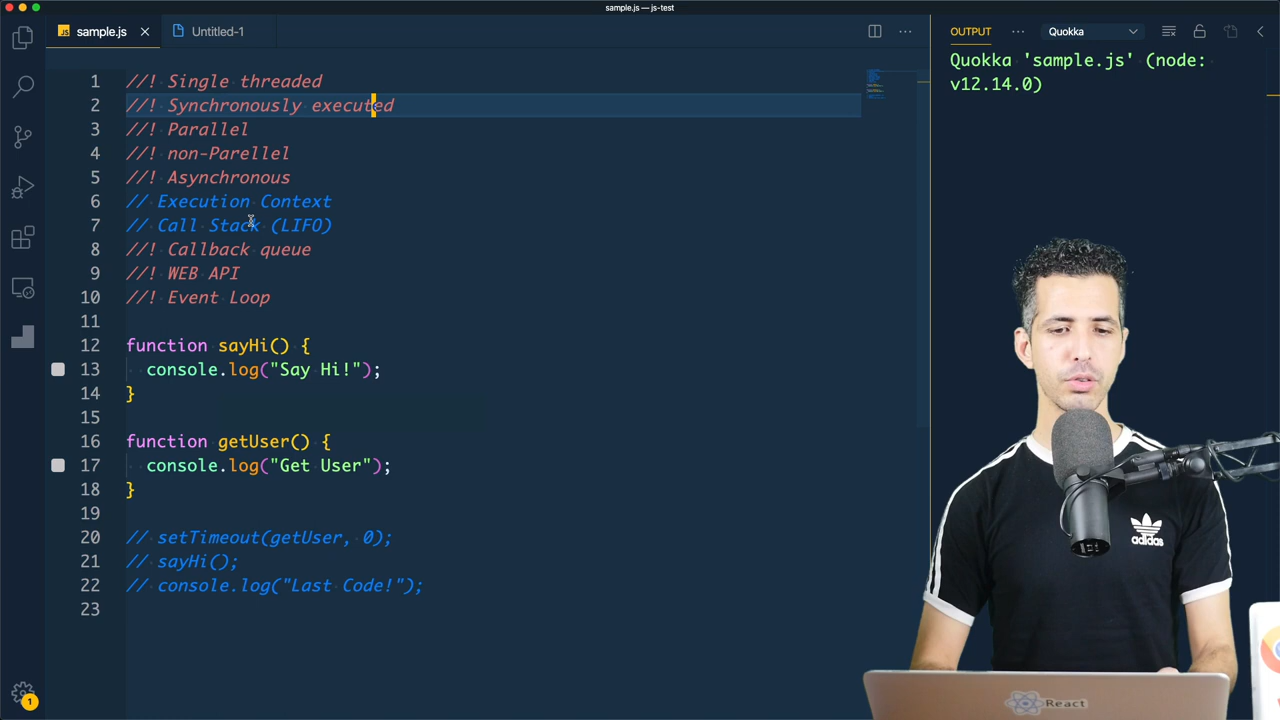 sample.js — js-test
JS sample.js
Untitled-1
OUTPUT
Quokka
1 //! Single threaded
2 //! Synchronously executed
3 //! Parallel
4 //! non-Parellel
5 //! Asynchronous
6 // Execution Context
7 // Call Stack (LIFO)
8 //! Callback queue
9 //! WEB API
10 //! Event Loop
11
12 function sayHi() {
13 console.log("Say Hi!");
14 }
15
16 function getUser() {
17 console.log("Get User");
18 }
19
20 // setTimeout(getUser, 0);
21 // sayHi();
22 // console.log("Last Code!");
23
Quokka 'sample.js' (node:
v12.14.0)
adidas
React
1